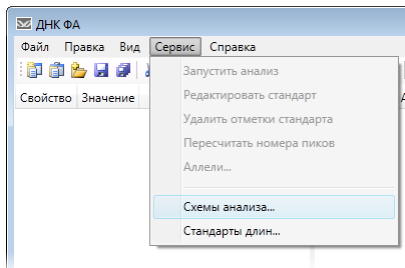 ДНК ФА
Файл Правка Вид Сервис Справка
Запустить анализ
Свойство Значение
Редактировать стандарт
Удалить отметки стандарта
Пересчитать номера пиков
Аллели...
Схемы анализа...
Стандарты длин...